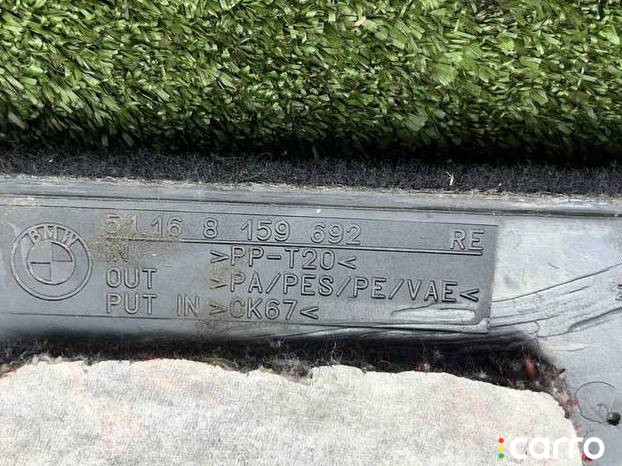 BMW
51.16 8 159 692 RE
IN >PP-T20<
OUT >PA/PES/PE/VAE<
PUT IN >CK67<
carro